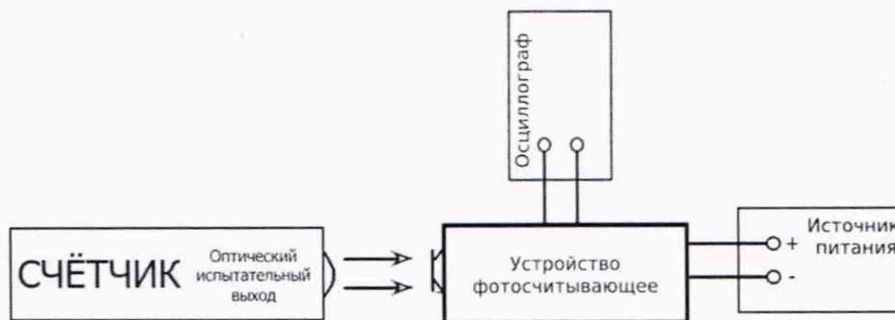 Осциллограф
СЧЁТЧИК
Оптический
испытательный
выход
Устройство
фотосчитывающее
Источник
питания
+
-